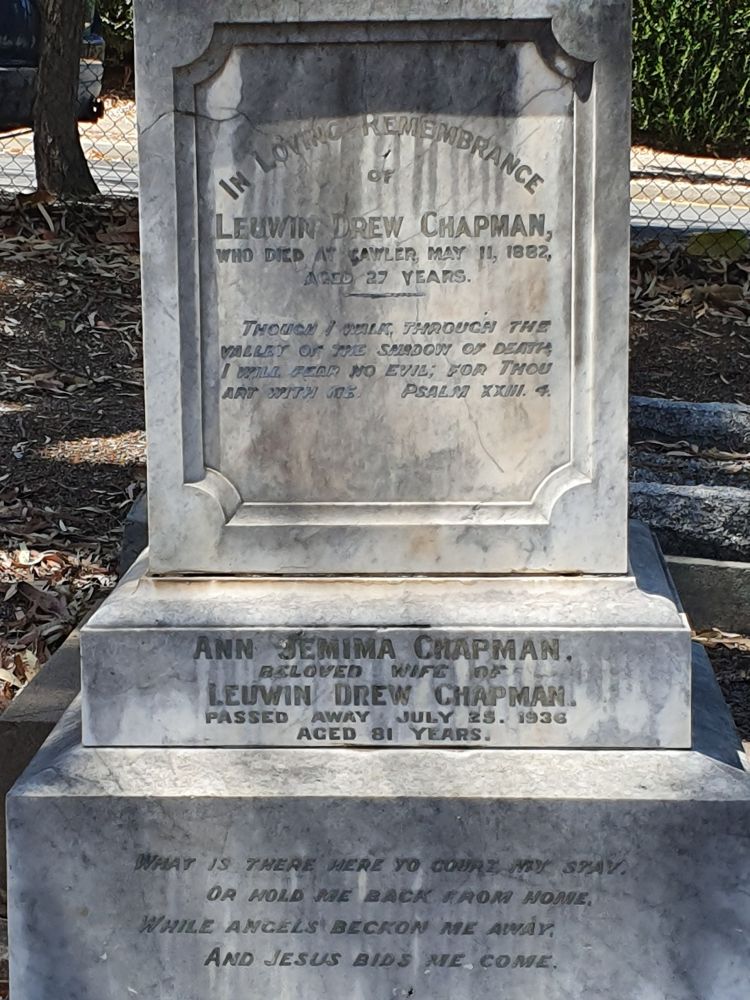 IN LOVING REMEMBRANCE
OF
LEUWIN DREW CHAPMAN,
WHO DIED AT GAWLER, MAY 11, 1882,
AGED 27 YEARS.
THOUGH I WALK, THROUGH THE
VALLEY OF THE SHADOW OF DEATH,
I WILL FEAR NO EVIL; FOR THOU
ART WITH ME. PSALM XXIII. 4.
ANN JEMIMA CHAPMAN.
BELOVED WIFE OF
LEUWIN DREW CHAPMAN.
PASSED AWAY JULY 25. 1936
AGED 81 YEARS.
WHAT IS THERE HERE TO COURT MY STAY.
OR HOLD ME BACK FROM HOME,
WHILE ANGELS BECKON ME AWAY,
AND JESUS BIDS ME COME.